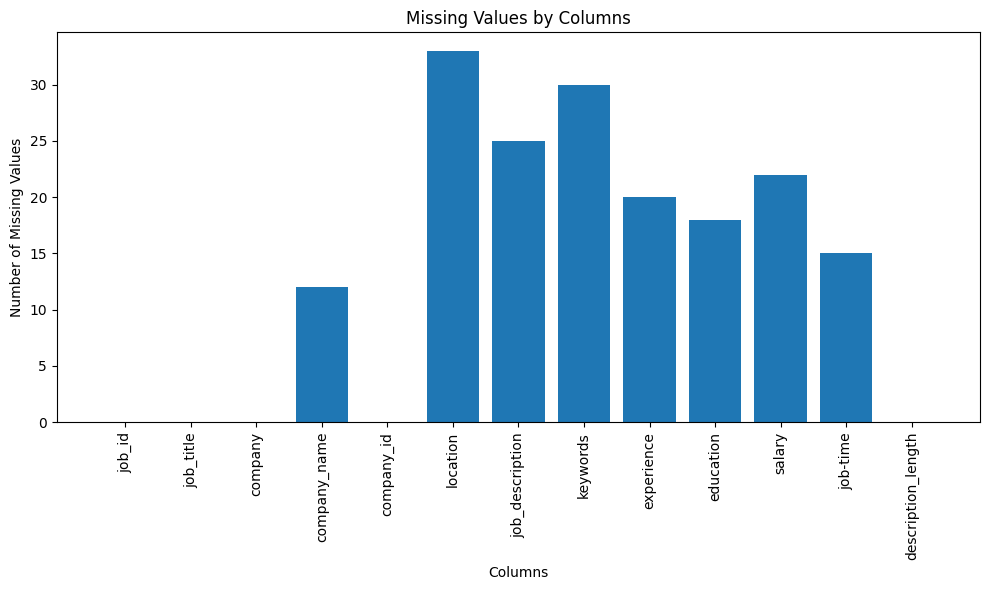 Missing Values by Columns
Number of Missing Values
30
25
20
15
10
5
0
job_id
job_title
company
company_name
company_id
location
job_description
keywords
experience
education
salary
job-time
description_length
Columns